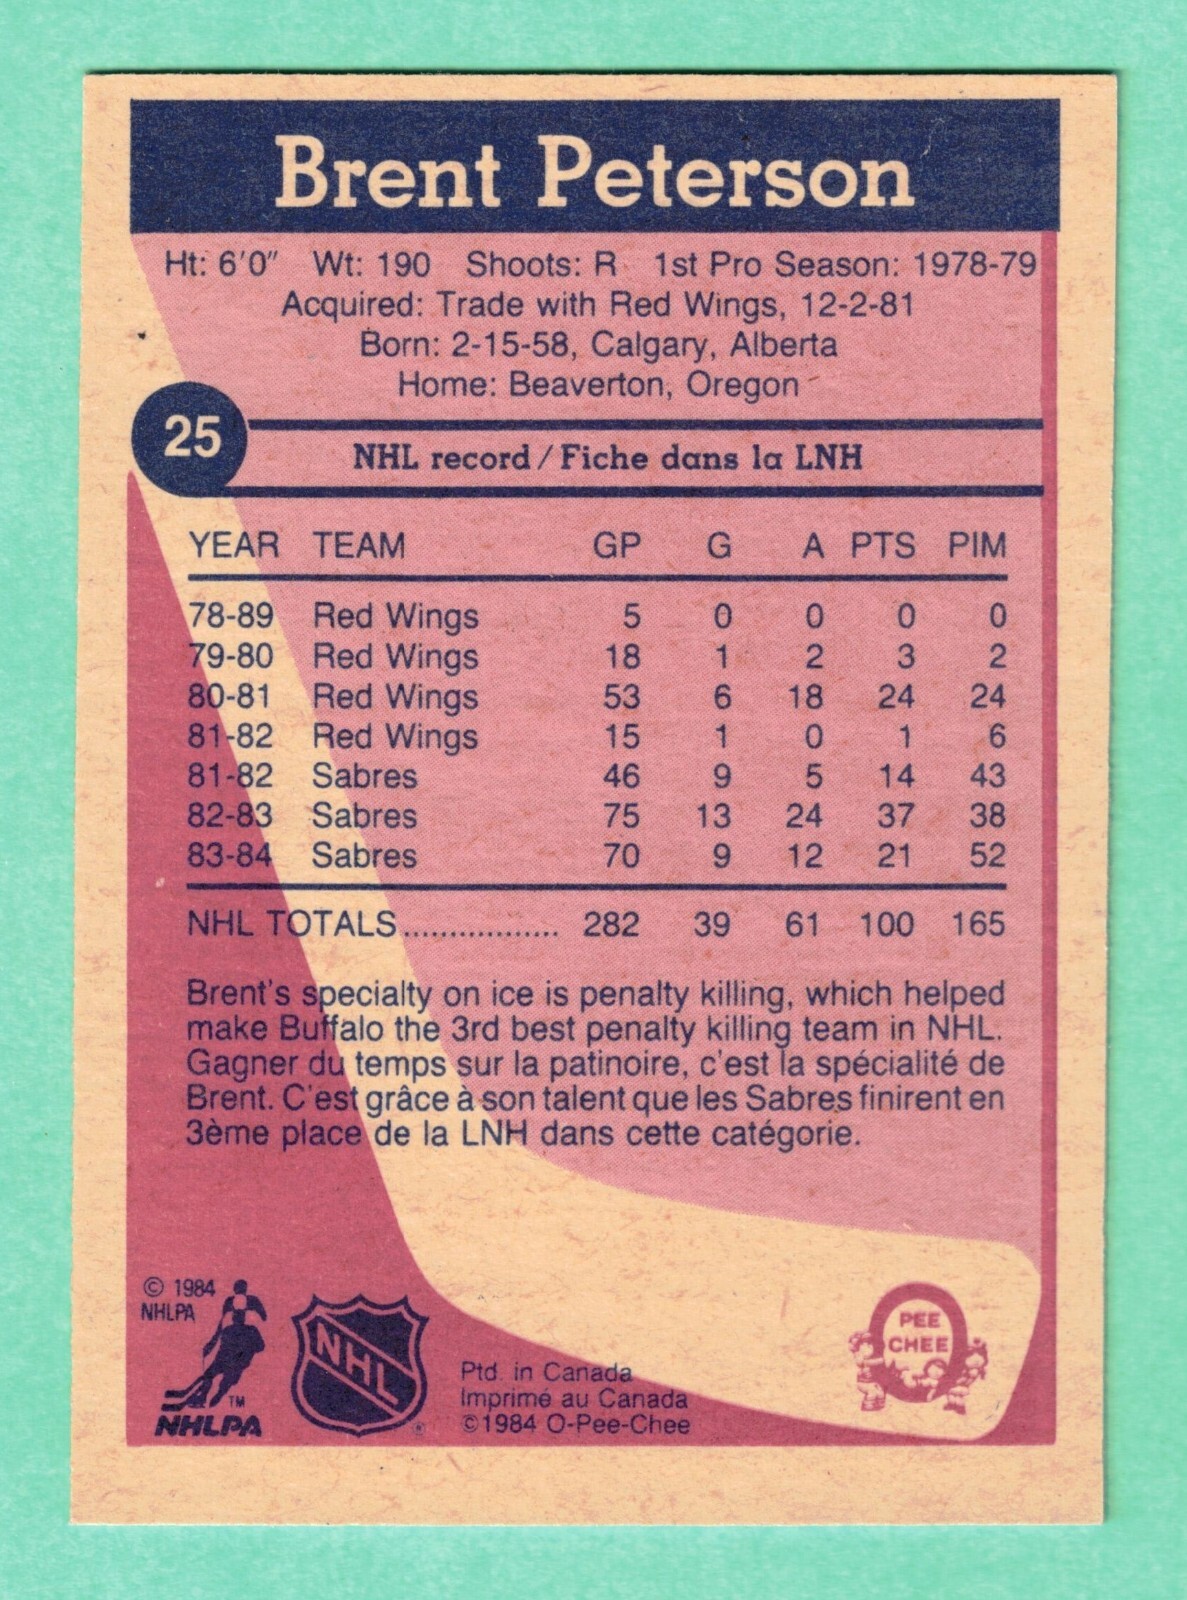 Brent Peterson
Ht: 6'0" Wt: 190 Shoots: R 1st Pro Season: 1978-79
Acquired: Trade with Red Wings, 12-2-81
Born: 2-15-58, Calgary, Alberta
Home: Beaverton, Oregon
25
NHL record / Fiche dans la LNH
YEAR TEAM GP G A PTS PIM
78-89 Red Wings 5 0 0 0 0
79-80 Red Wings 18 1 2 3 2
80-81 Red Wings 53 6 18 24 24
81-82 Red Wings 15 1 0 1 6
81-82 Sabres 46 9 5 14 43
82-83 Sabres 75 13 24 37 38
83-84 Sabres 70 9 12 21 52
NHL TOTALS................. 282 39 61 100 165
Brent's specialty on ice is penalty killing, which helped
make Buffalo the 3rd best penalty killing team in NHL.
Gagner du temps sur la patinoire, c'est la spécialité de
Brent. C'est grâce à son talent que les Sabres finirent en
3ème place de la LNH dans cette catégorie.
© 1984
NHLPA
TM
NHLPA
NHL
®
Ptd. in Canada
Imprimé au Canada
©1984 O-Pee-Chee
O
PEE
CHEE